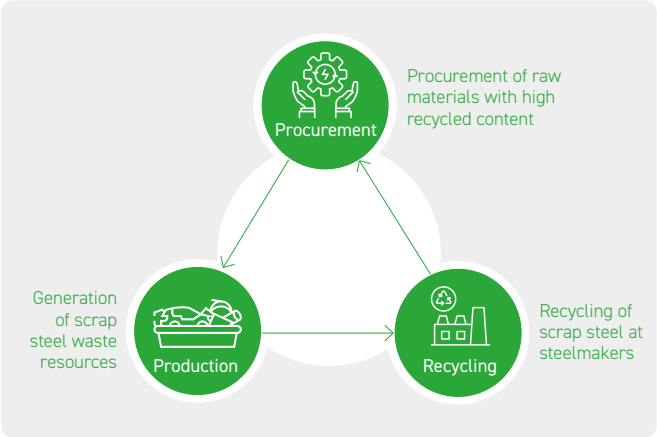 Procurement
Procurement of raw
materials with high
recycled content
Generation
of scrap
steel waste
resources
Production
Recycling
Recycling of
scrap steel at
steelmakers